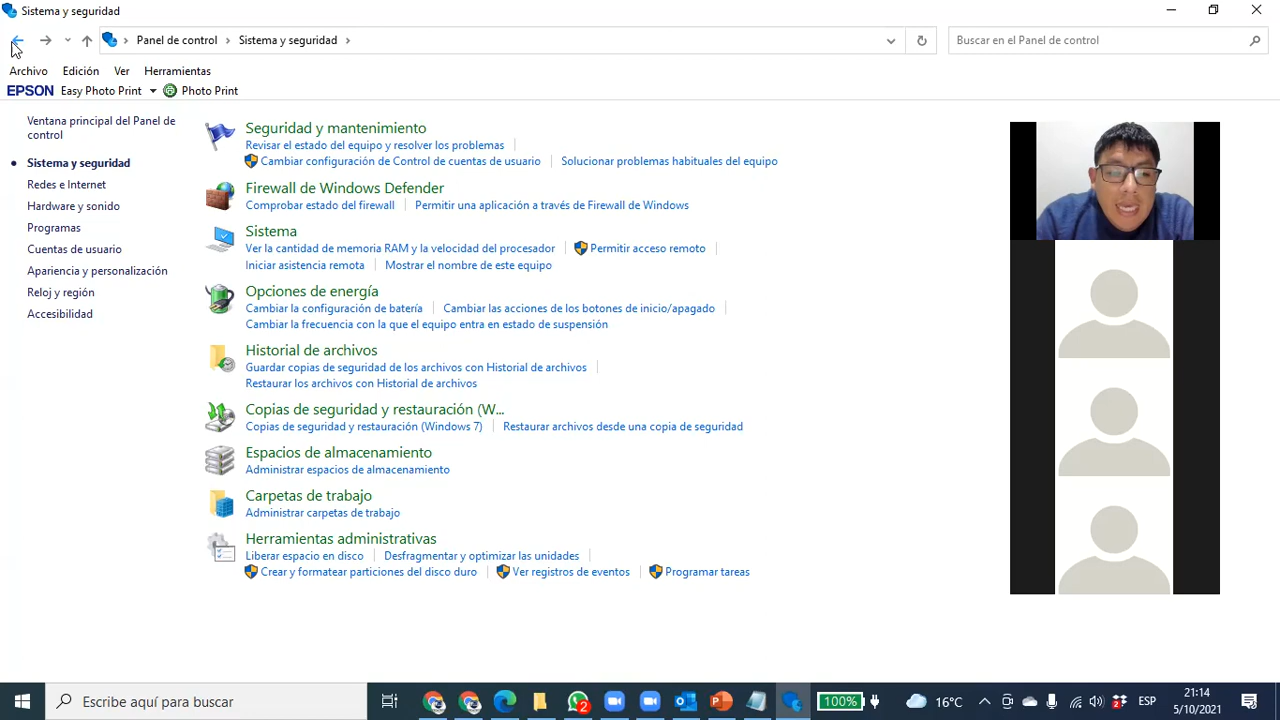 Sistema y seguridad
Panel de control > Sistema y seguridad >
Buscar en el Panel de control
Archivo Edición Ver Herramientas
EPSON Easy Photo Print Photo Print
Ventana principal del Panel de
control
Sistema y seguridad
Redes e Internet
Hardware y sonido
Programas
Cuentas de usuario
Apariencia y personalización
Reloj y región
Accesibilidad
Seguridad y mantenimiento
Revisar el estado del equipo y resolver los problemas
Cambiar configuración de Control de cuentas de usuario Solucionar problemas habituales del equipo
Firewall de Windows Defender
Comprobar estado del firewall Permitir una aplicación a través de Firewall de Windows
Sistema
Ver la cantidad de memoria RAM y la velocidad del procesador Permitir acceso remoto
Iniciar asistencia remota Mostrar el nombre de este equipo
Opciones de energía
Cambiar la configuración de batería Cambiar las acciones de los botones de inicio/apagado
Cambiar la frecuencia con la que el equipo entra en estado de suspensión
Historial de archivos
Guardar copias de seguridad de los archivos con Historial de archivos
Restaurar los archivos con Historial de archivos
Copias de seguridad y restauración (W...
Copias de seguridad y restauración (Windows 7) Restaurar archivos desde una copia de seguridad
Espacios de almacenamiento
Administrar espacios de almacenamiento
Carpetas de trabajo
Administrar carpetas de trabajo
Herramientas administrativas
Liberar espacio en disco Desfragmentar y optimizar las unidades
Crear y formatear particiones del disco duro Ver registros de eventos Programar tareas
Escribe aquí para buscar
2
100%
16°C
ESP
21:14
5/10/2021